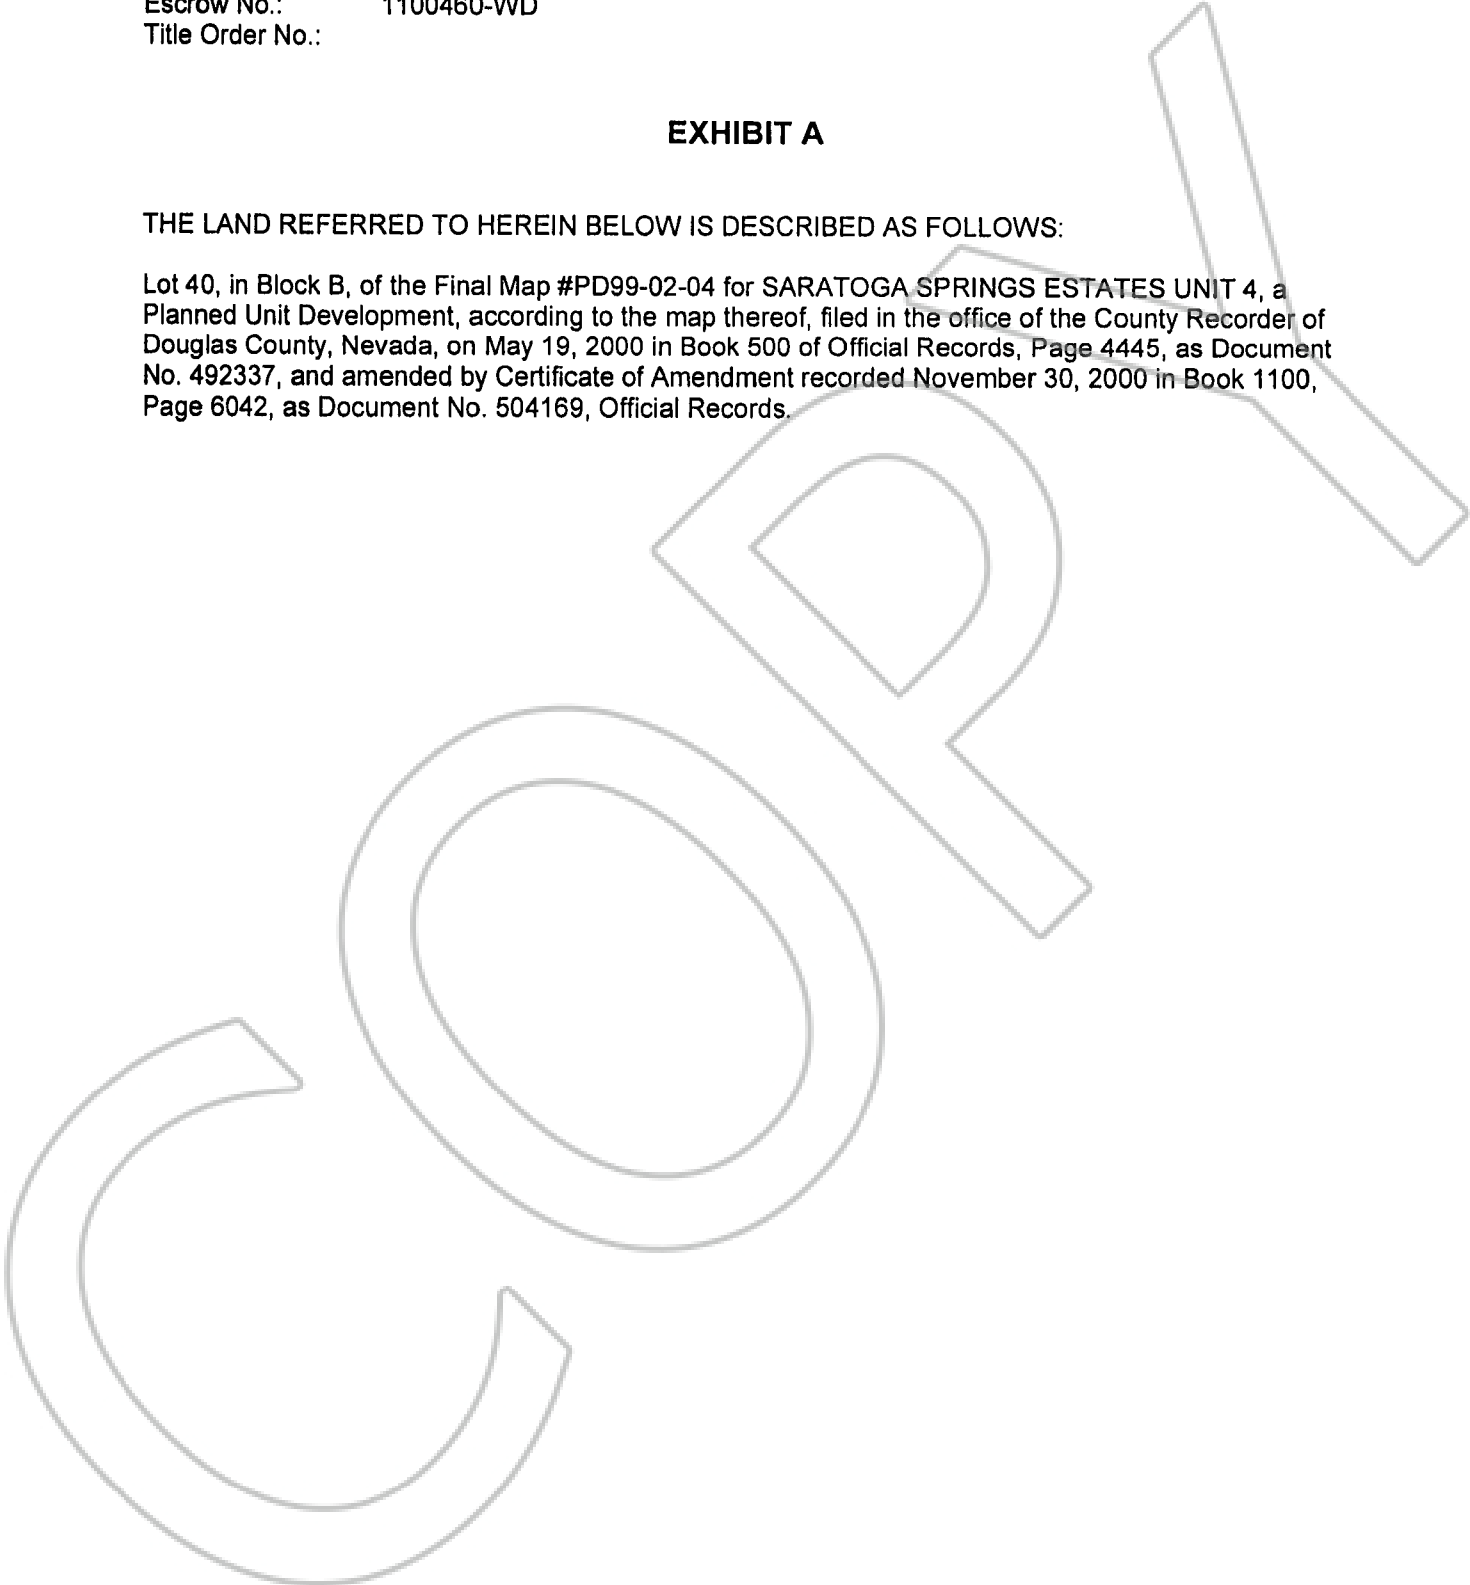 Escrow No.: 1100460-WD
Title Order No.:
EXHIBIT A
THE LAND REFERRED TO HEREIN BELOW IS DESCRIBED AS FOLLOWS:
Lot 40, in Block B, of the Final Map #PD99-02-04 for SARATOGA SPRINGS ESTATES UNIT 4, a
Planned Unit Development, according to the map thereof, filed in the office of the County Recorder of
Douglas County, Nevada, on May 19, 2000 in Book 500 of Official Records, Page 4445, as Document
No. 492337, and amended by Certificate of Amendment recorded November 30, 2000 in Book 1100,
Page 6042, as Document No. 504169, Official Records.
COPY